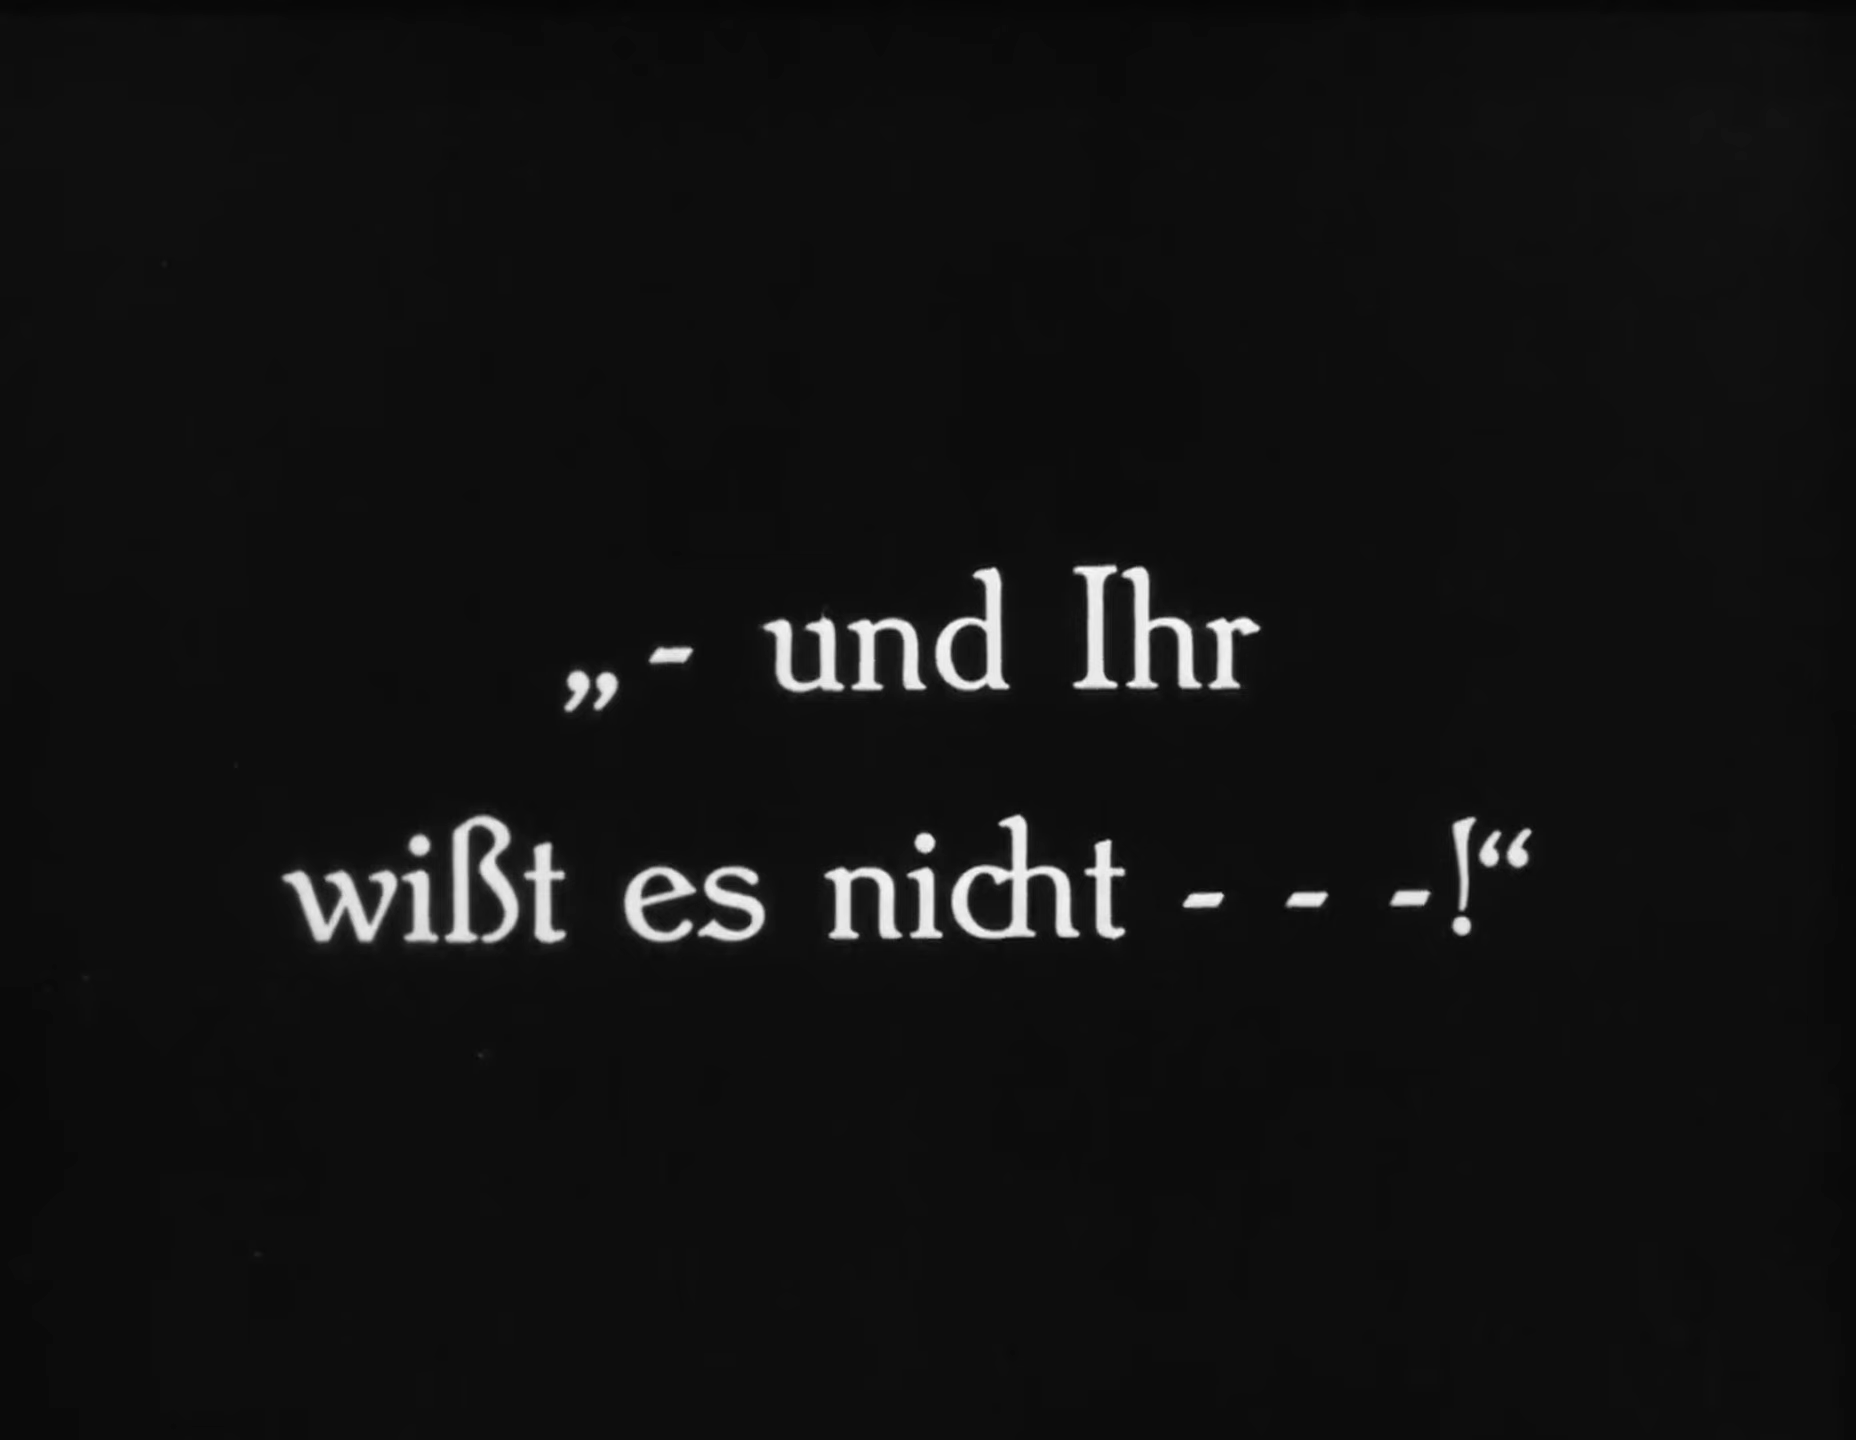 „- und Ihr
wißt es nicht - - -!“